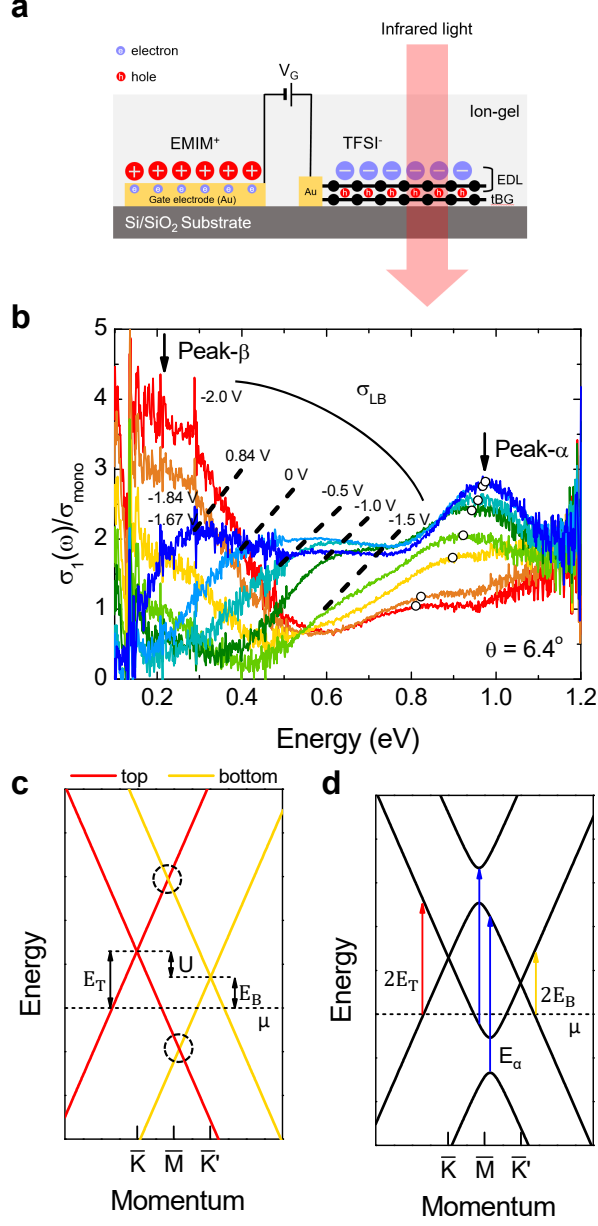 a
Infrared light
electron
hole
V_G
Ion-gel
EMIM⁺
TFSI⁻
+ + + + + +
− − − − − −
EDL
e e e e e e
Au
h h h h h h
Gate electrode (Au)
tBG
Si/SiO₂ Substrate
b
5
4
3
2
1
0
σ₁(ω)/σ_mono
Peak-β
σ_LB
-2.0 V
Peak-α
0.84 V
0 V
-1.84 V
-0.5 V
-1.67 V
-1.0 V
-1.5V
θ = 6.4°
0.2 0.4 0.6 0.8 1.0 1.2
Energy (eV)
c
top bottom
Energy
E_T
U
E_B
μ
K̅ M̅ K̅'
Momentum
d
Energy
2E_T
2E_B
μ
E_α
K̅ M̅ K̅'
Momentum